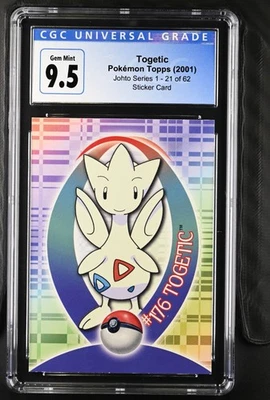 CGC UNIVERSAL GRADE
Gem Mint
9.5
Togetic
Pokémon Topps (2001)
Johto Series 1 - 21 of 62
Sticker Card
#176 TOGETIC™